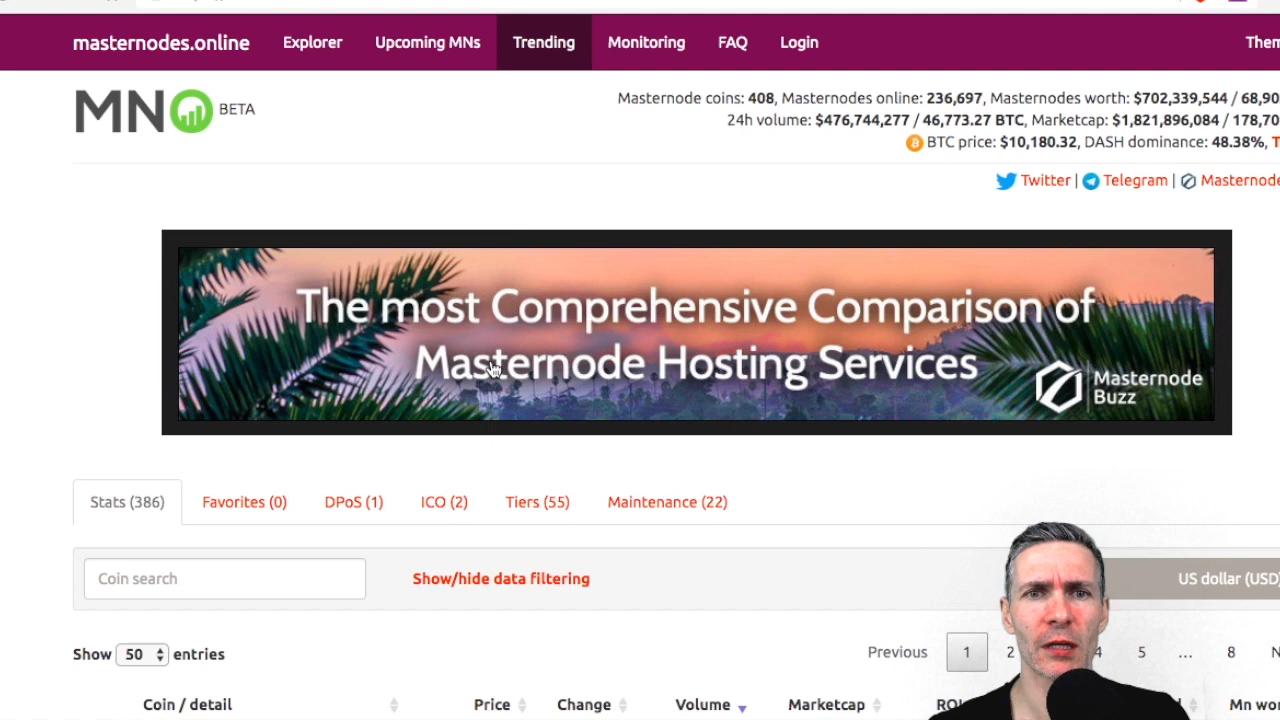 masternodes.online Explorer Upcoming MNs Trending Monitoring FAQ Login
MN BETA
Masternode coins: 408, Masternodes online: 236,697, Masternodes worth: $702,339,544 /
24h volume: $476,744,277 / 46,773.27 BTC, Marketcap: $1,821,896,084 /
BTC price: $10,180.32, DASH dominance: 48.38%,
Twitter | Telegram | Masternode
The most Comprehensive Comparison of
Masternode Hosting Services
Masternode
Buzz
Stats (386) Favorites (0) DPoS (1) ICO (2) Tiers (55) Maintenance (22)
Coin search Show/hide data filtering US dollar (USD)
Show 50 entries Previous 1 2 4 5 ... 8
Coin / detail Price Change Volume Marketcap Mn